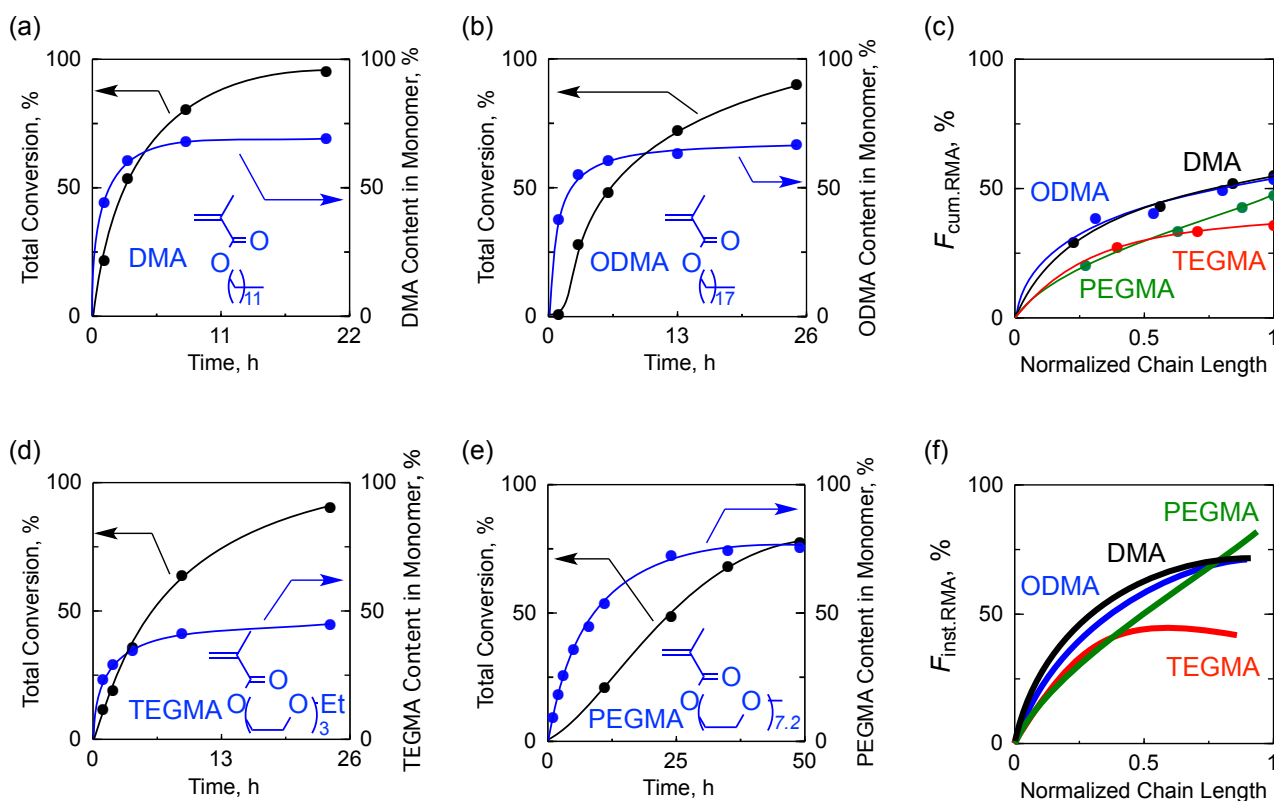 (a)
100
50
0
0
11
22
100
50
0
Total Conversion, %
DMA Content in Monomer, %
Time, h
DMA
O
O
( )
11
(b)
100
50
0
0
13
26
100
50
0
Total Conversion, %
ODMA Content in Monomer, %
Time, h
ODMA
O
O
( )
17
(c)
100
50
0
0
0.5
1
Fcum.RMA, %
Normalized Chain Length
ODMA
DMA
TEGMA
PEGMA
(d)
100
50
0
0
13
26
100
50
0
Total Conversion, %
TEGMA Content in Monomer, %
Time, h
TEGMA
O
O
( O ) Et
3
(e)
100
50
0
0
25
50
100
50
0
Total Conversion, %
PEGMA Content in Monomer, %
Time, h
PEGMA
O
O
( O )
7.2
(f)
100
50
0
0
0.5
1
Finst.RMA, %
Normalized Chain Length
PEGMA
DMA
ODMA
TEGMA